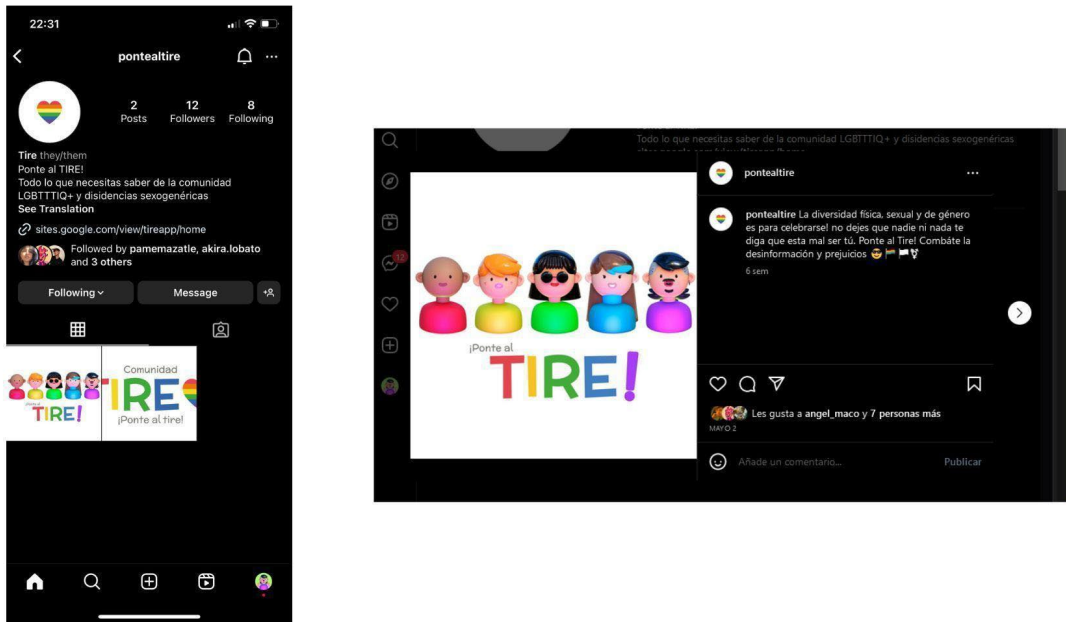 22:31
pontealtire
2
12
8
Posts
Followers
Following
Tire they/them
Ponte al TIRE!
Todo lo que necesitas saber de la comunidad
LGBTTTIQ+ y disidencias sexogenéricas
See Translation
sites.google.com/view/tireapp/home
Followed by pamemazatle, akira.lobato
and 3 others
Following
Message
TIRE!
Comunidad
TIRE
¡Ponte al tire!
Todo lo que necesitas saber de la comunidad LGBTTTIQ+ y disidencias sexogenéricas
12
¡Ponte al
TIRE!
pontealtire
pontealtire La diversidad física, sexual y de género
es para celebrarse! no dejes que nadie ni nada te
diga que esta mal ser tú. Ponte al Tire! Combáte la
desinformación y prejuicios 😎🏳️‍🌈🏳️⚧
6 sem
Les gusta a angel_maco y 7 personas más
MAYO 2
Añade un comentario...
Publicar